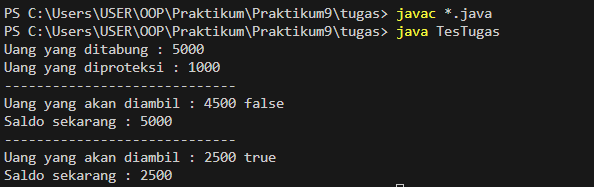 PS C:\Users\USER\OOP\Praktikum\Praktikum9\tugas> javac *.java
PS C:\Users\USER\OOP\Praktikum\Praktikum9\tugas> java TesTugas
Uang yang ditabung : 5000
Uang yang diproteksi : 1000
-----------------------------
Uang yang akan diambil : 4500 false
Saldo sekarang : 5000
-----------------------------
Uang yang akan diambil : 2500 true
Saldo sekarang : 2500